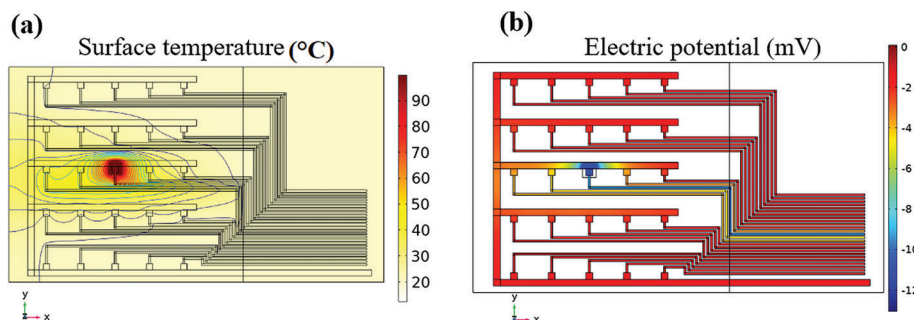 (a)
Surface temperature (°C)
90
80
70
60
50
40
30
20
y
z x
(b)
Electric potential (mV)
0
-2
-4
-6
-8
-10
-12
y
z x